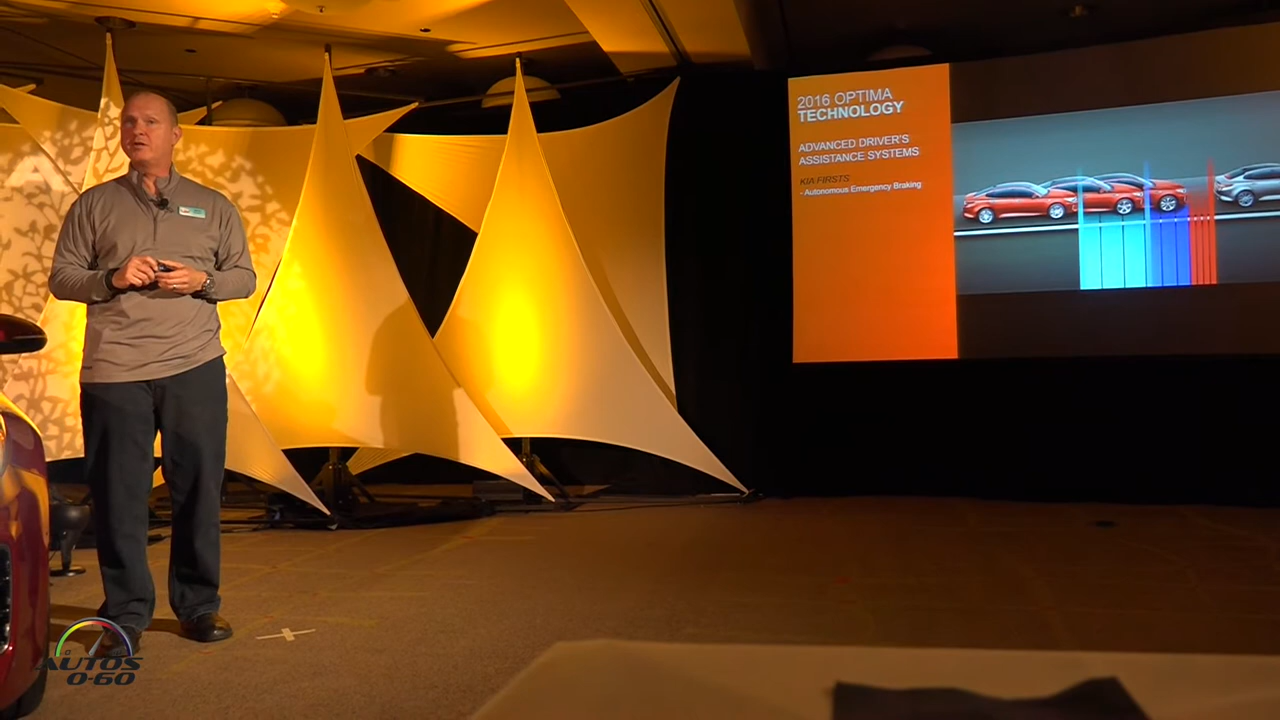 2016 OPTIMA
TECHNOLOGY
ADVANCED DRIVER'S
ASSISTANCE SYSTEMS
KIA FIRSTS
- Autonomous Emergency Braking
AUTOS
0-60